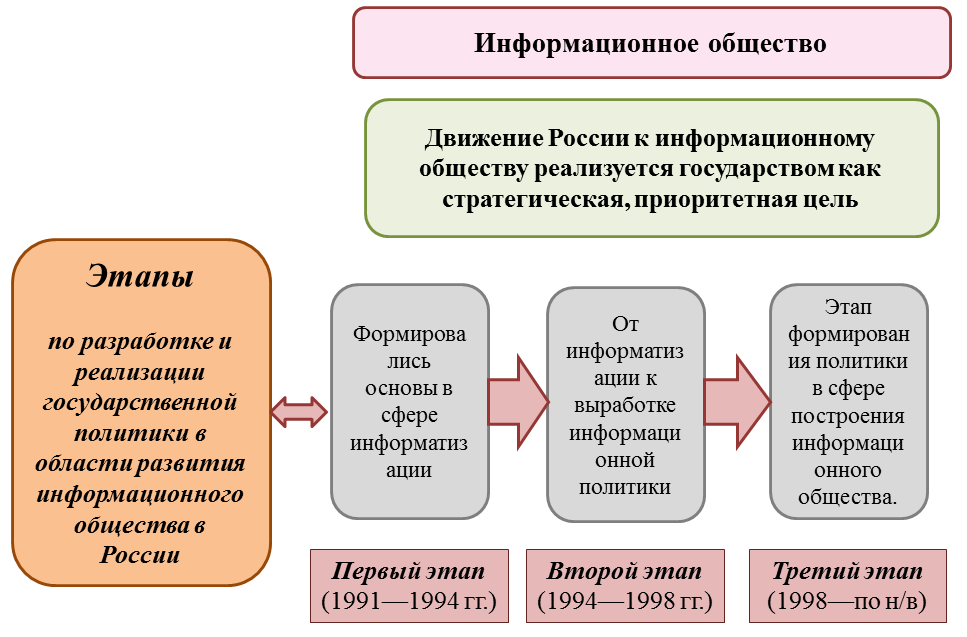 Информационное общество
Движение России к информационному
обществу реализуется государством как
стратегическая, приоритетная цель
Этапы
по разработке и
реализации
государственной
политики в
области развития
информационного
общества в
России
Формирова
лись
основы в
сфере
информатиз
ации
От
информатиз
ации к
выработке
информаци
онной
политики
Этап
формирован
ия политики
в сфере
построения
информаци
онного
общества.
Первый этап
(1991—1994 гг.)
Второй этап
(1994—1998 гг.)
Третий этап
(1998—по н/в)